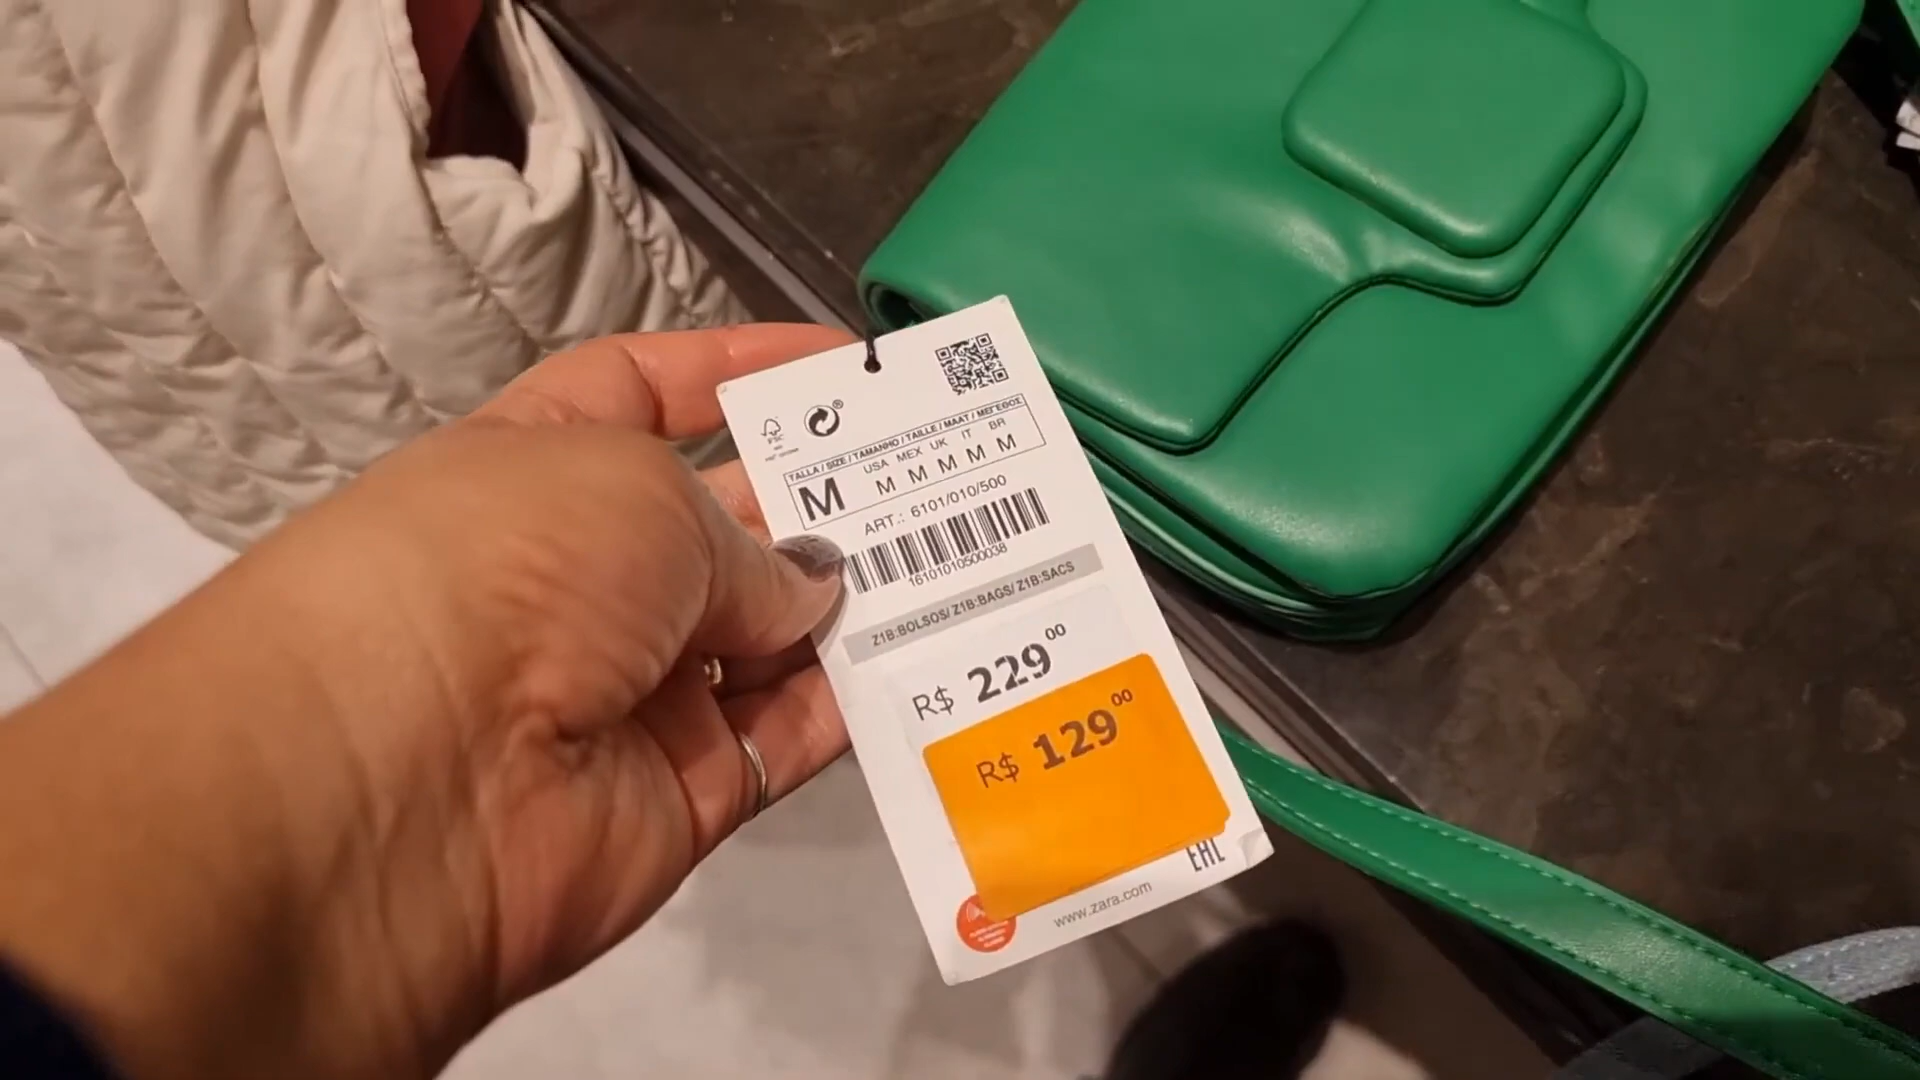 FSC
TALLA / SIZE / TAMANHO / TAILLE / MAAT / ΜΕΓΕΘΟΣ
M
USA MEX UK IT BR
M M M M M
ART.: 6101/010/500
16101010500038
Z1B:BOLSOS/ Z1B:BAGS/ Z1B:SACS
R$ 229 00
R$ 129 00
EAC
www.zara.com